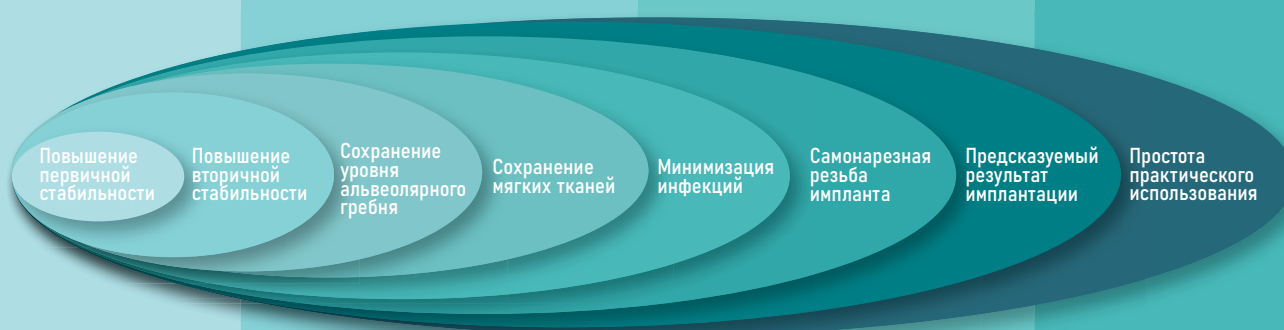 Повышение
первичной
стабильности
Повышение
вторичной
стабильности
Сохранение
уровня
альвеолярного
гребня
Сохранение
мягких тканей
Минимизация
инфекций
Самонарезная
резьба
импланта
Предсказуемый
результат
имплантации
Простота
практического
использования